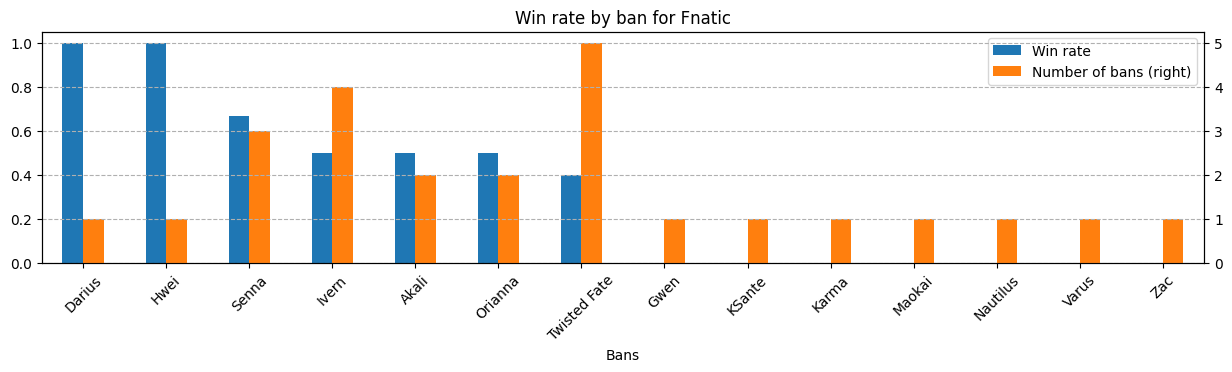 Win rate by ban for Fnatic
Win rate
Number of bans (right)
1.0
0.8
0.6
0.4
0.2
0.0
5
4
3
2
1
0
Darius
Hwei
Senna
Ivern
Akali
Orianna
Twisted Fate
Gwen
KSante
Karma
Maokai
Nautilus
Varus
Zac
Bans